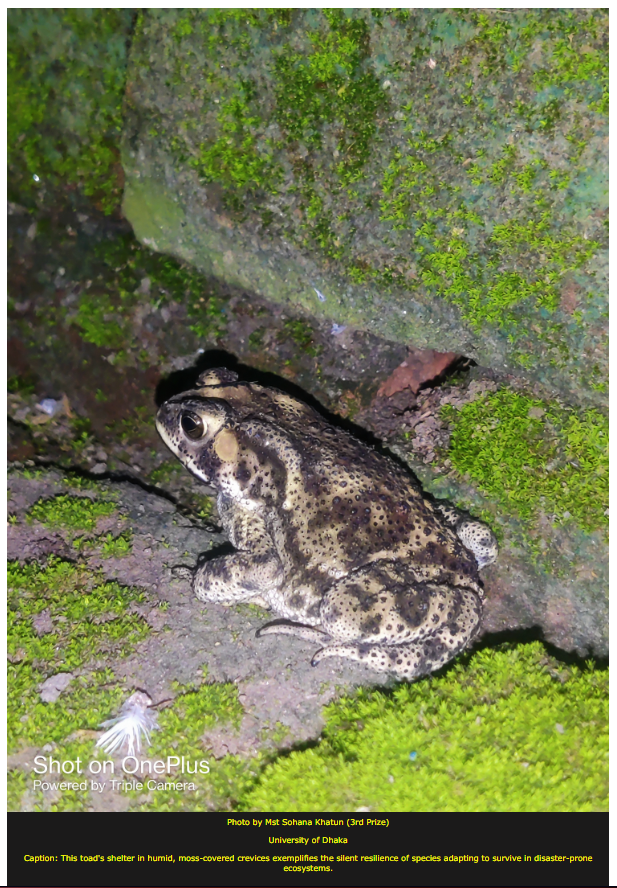 Shot on OnePlus
Powered by Triple Camera
Photo by Mst Sohana Khatun (3rd Prize)
University of Dhaka
Caption: This toad's shelter in humid, moss-covered crevices exemplifies the silent resilience of species adapting to survive in disaster-prone
ecosystems.